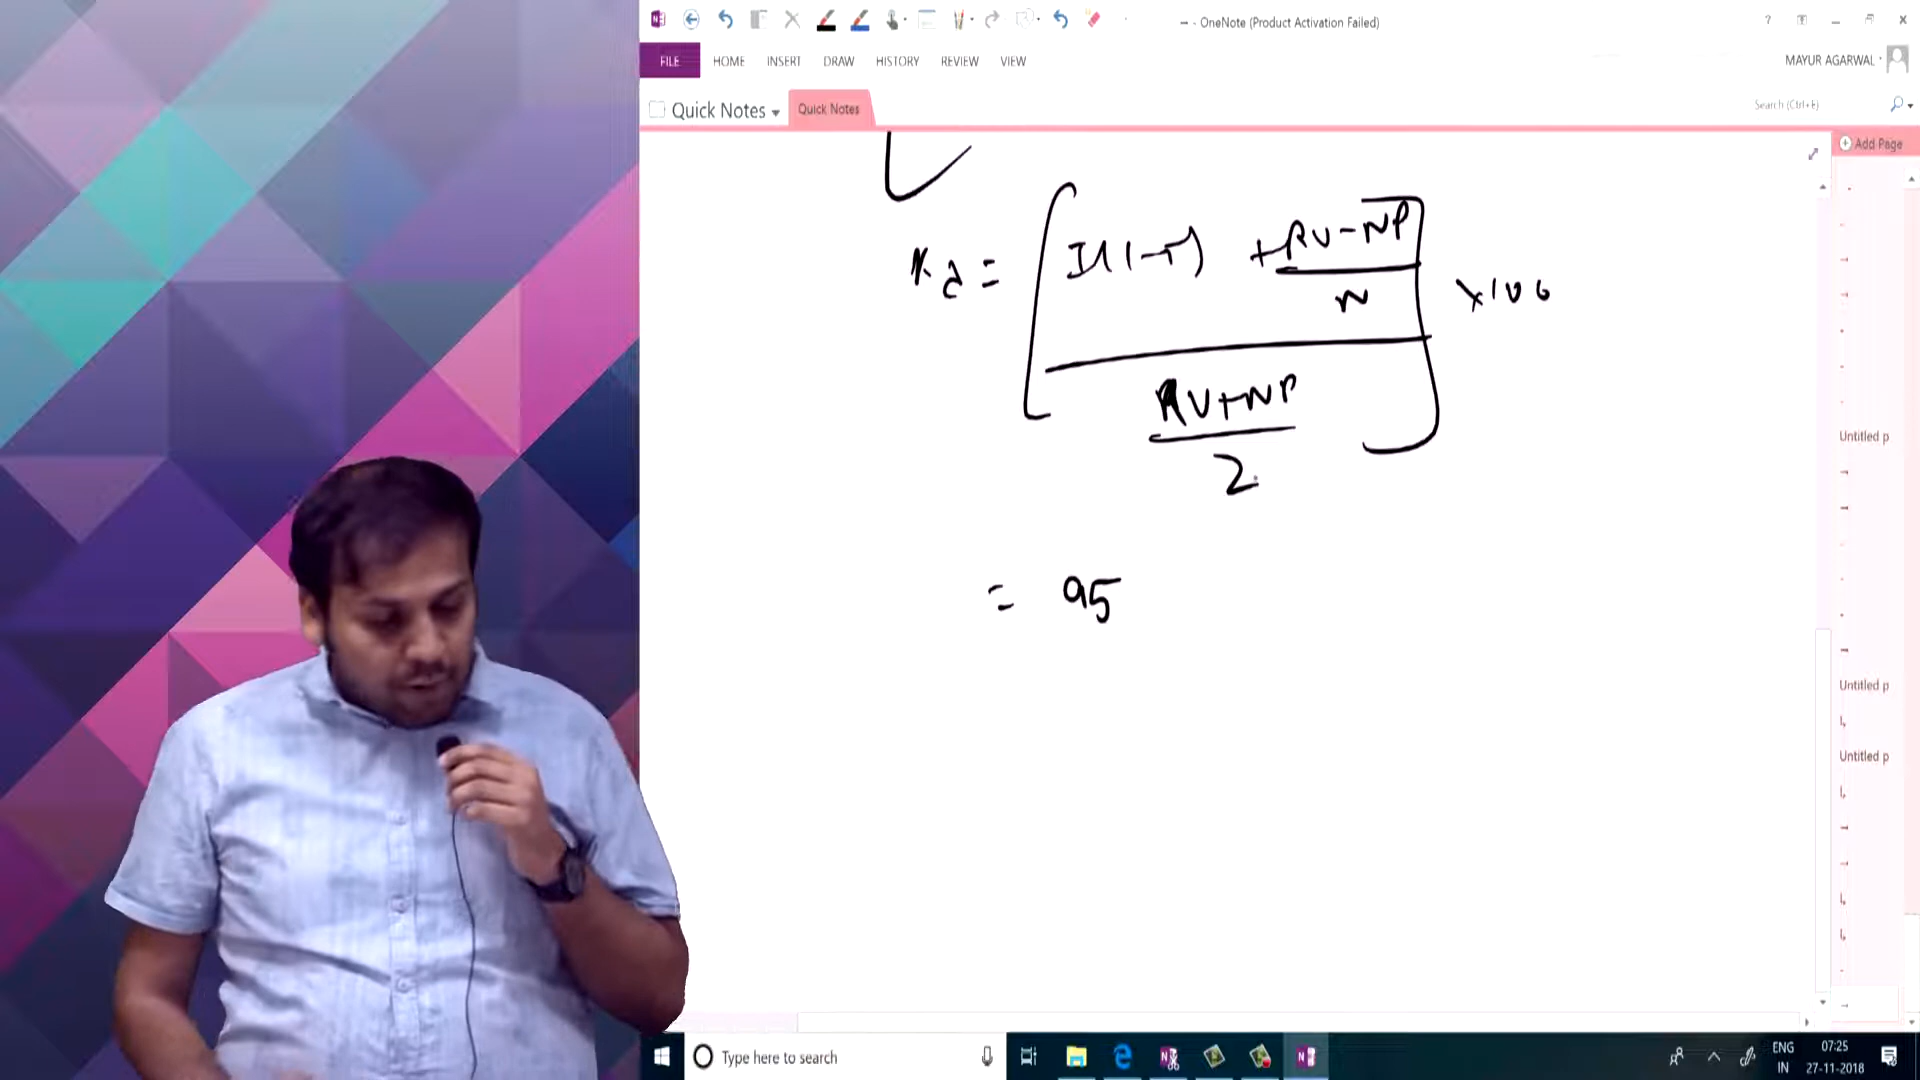 - OneNote (Product Activation Failed)
FILE HOME INSERT DRAW HISTORY REVIEW VIEW
MAYUR AGARWAL
Quick Notes
Quick Notes
Search (Ctrl+E)
Add Page
Kd = [ I(1-T) + RV-NP
n
RV+NP
2 ] x100
= 95
Untitled p
Untitled p
Untitled p
Type here to search
ENG
IN
07:25
27-11-2018